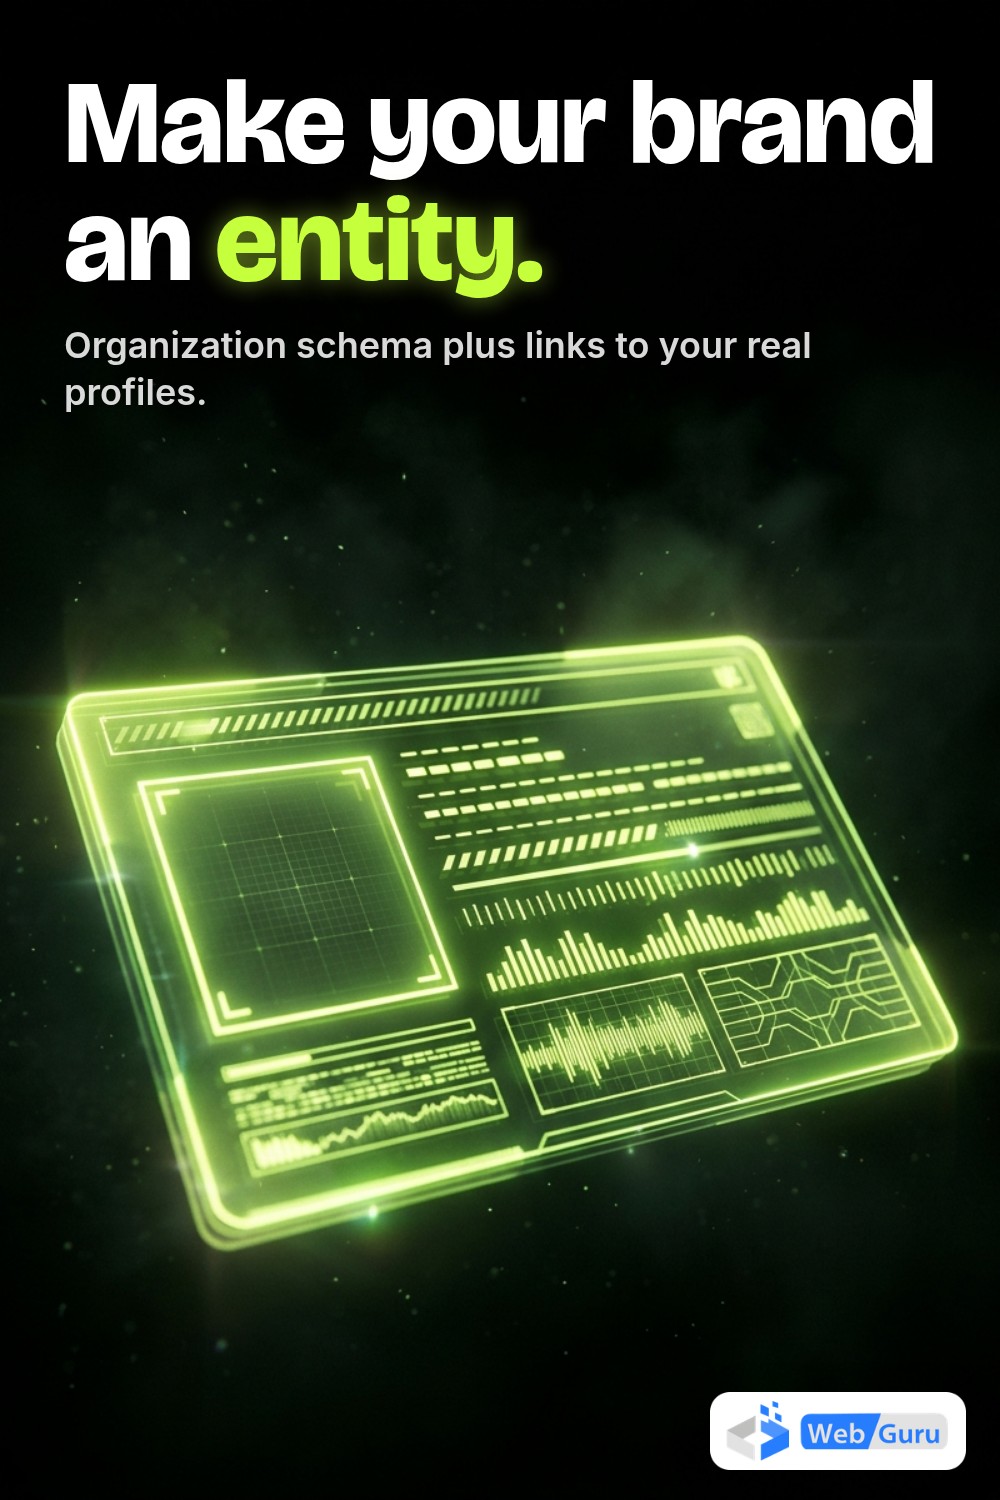 Make your brand
an entity.
Organization schema plus links to your real
profiles.
Web Guru